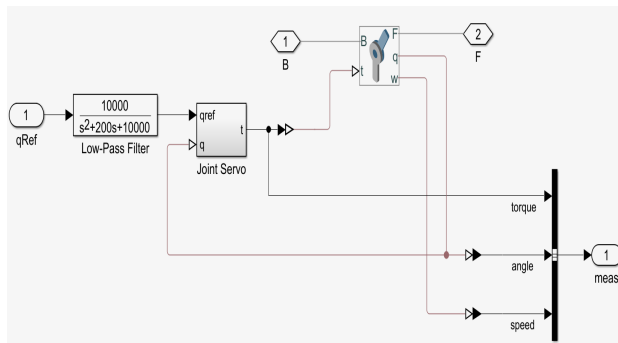 1
B
2
F
B
F
q
t
w
1
qRef
10000
s2+200s+10000
Low-Pass Filter
qref
t
q
Joint Servo
torque
angle
1
meas
speed